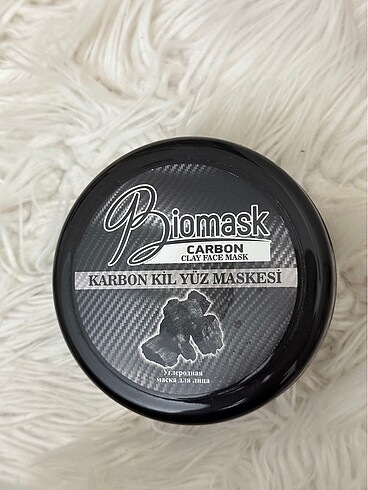 Biomask
CARBON
CLAY FACE MASK
KARBON KİL YÜZ MASKESİ
Углеродная
маска для лица